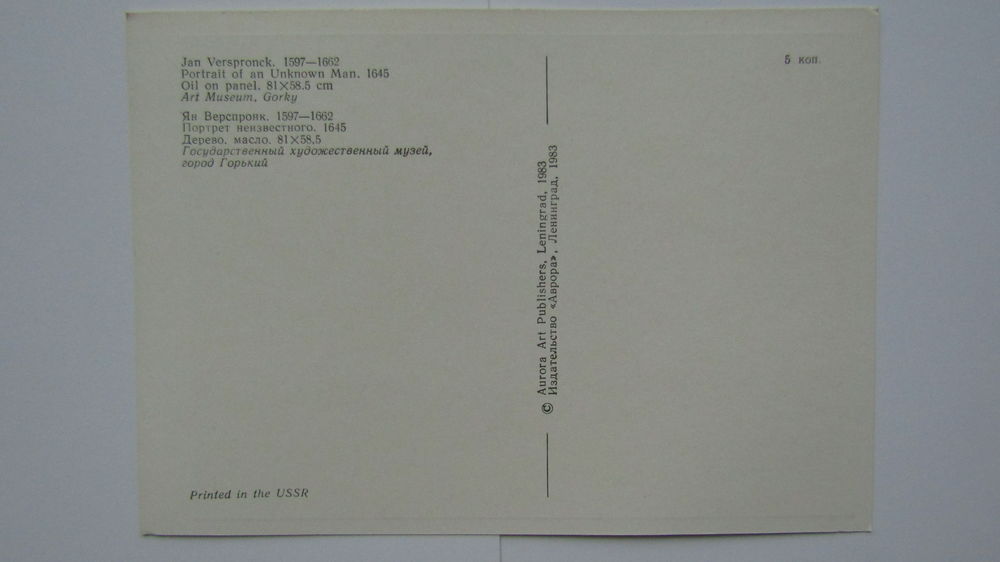 Jan Verspronck. 1597—1662
Portrait of an Unknown Man. 1645
Oil on panel. 81×58.5 cm
Art Museum, Gorky
Ян Верспронк. 1597—1662
Портрет неизвестного. 1645
Дерево, масло. 81×58,5
Государственный художественный музей,
город Горький
Printed in the USSR
© Aurora Art Publishers, Leningrad, 1983
Издательство «Аврора», Ленинград, 1983
5 коп.